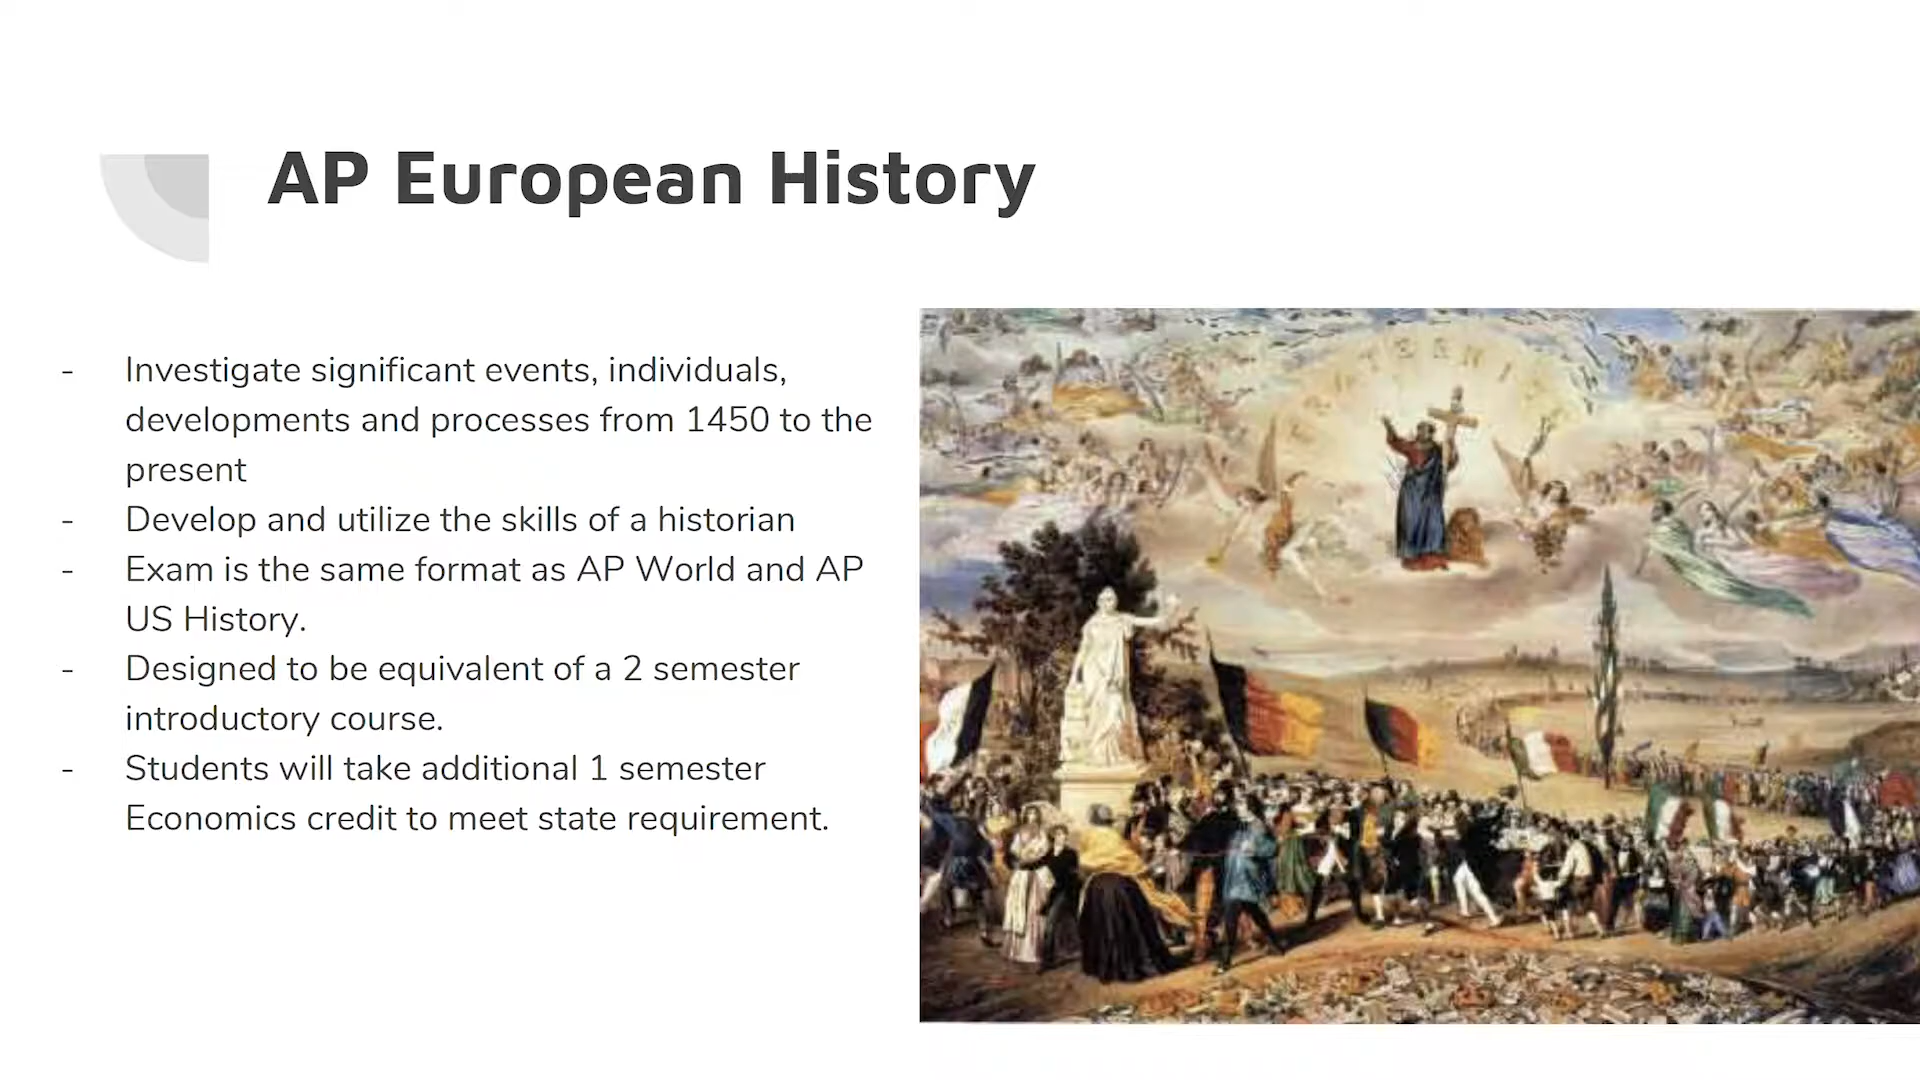 AP European History
- Investigate significant events, individuals,
developments and processes from 1450 to the
present
- Develop and utilize the skills of a historian
- Exam is the same format as AP World and AP
US History.
- Designed to be equivalent of a 2 semester
introductory course.
- Students will take additional 1 semester
Economics credit to meet state requirement.